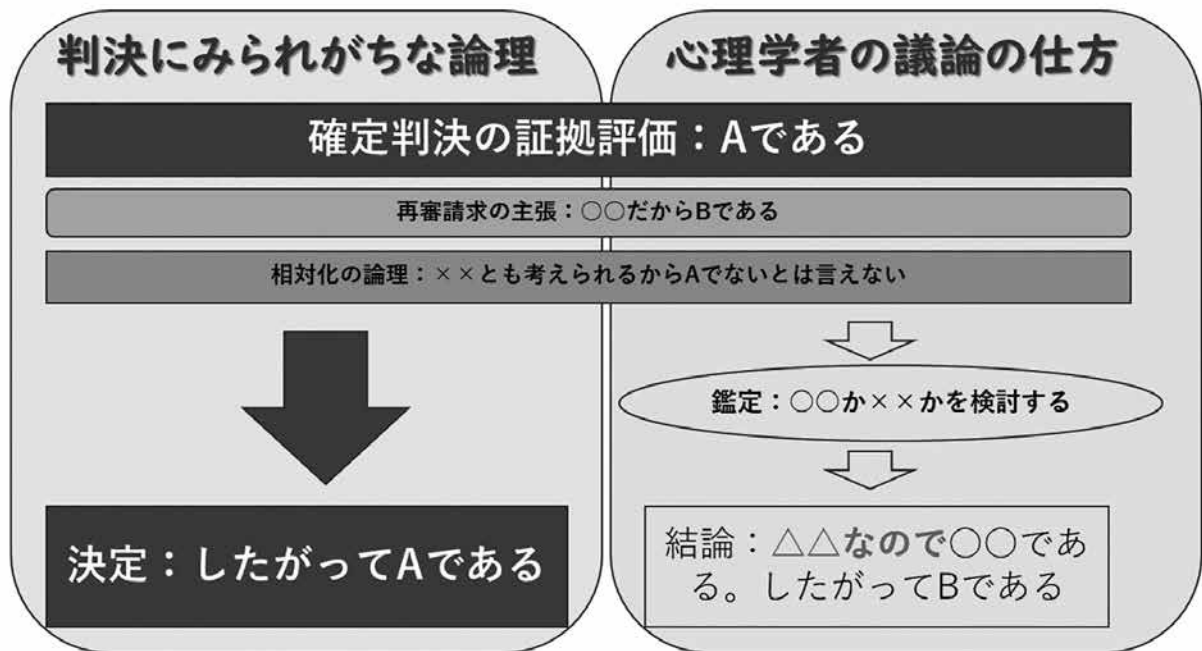 判決にみられがちな論理
心理学者の議論の仕方
確定判決の証拠評価：Aである
再審請求の主張：○○だからBである
相対化の論理：××とも考えられるからAでないとは言えない
鑑定：○○か××かを検討する
決定：したがってAである
結論：△△なので○○であ
る。したがってBである